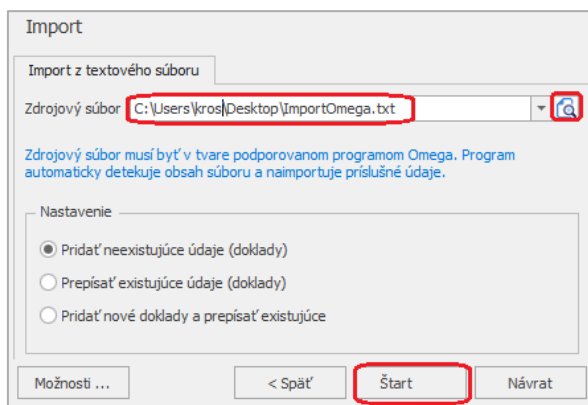 Import
Import z textového súboru
Zdrojový súbor C:\Users\kros\Desktop\ImportOmega.txt
Zdrojový súbor musí byť v tvare podporovanom programom Omega. Program
automaticky detekuje obsah súboru a naimportuje príslušné údaje.
Nastavenie
Pridať neexistujúce údaje (doklady)
Prepísať existujúce údaje (doklady)
Pridať nové doklady a prepísať existujúce
Možnosti ... < Späť Štart Návrat